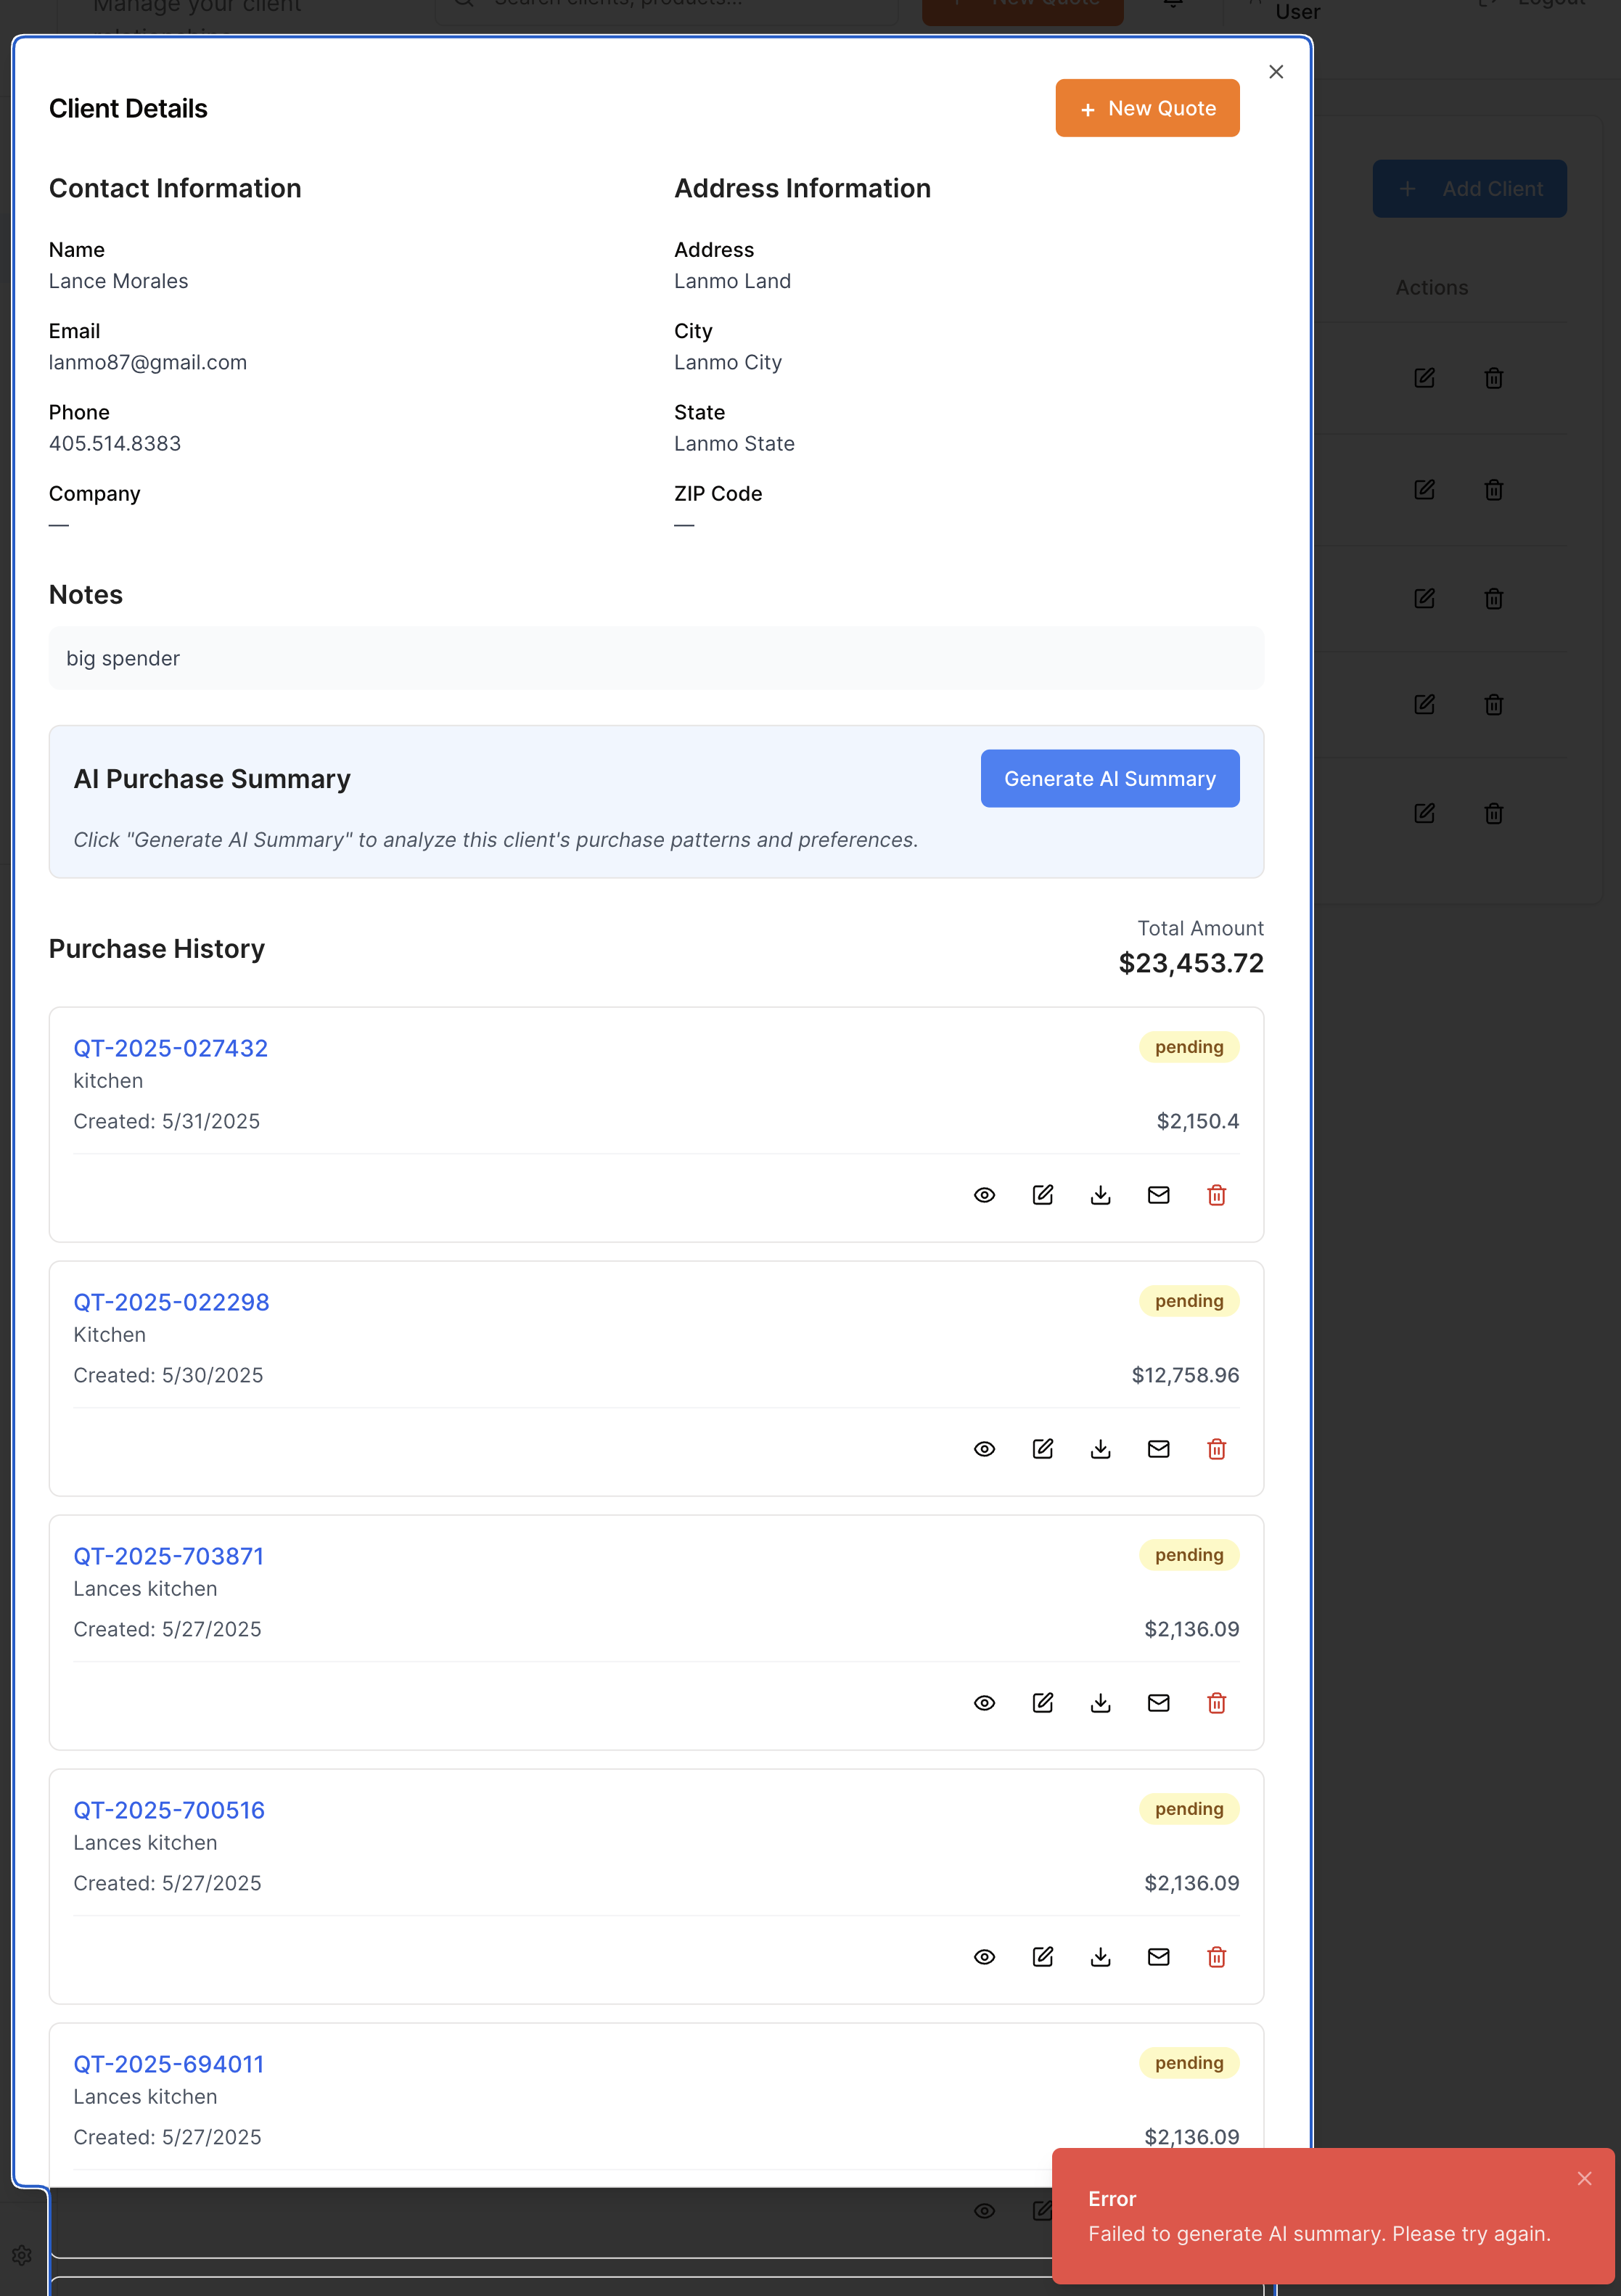 Manage your client
relationships
Search clients, products...
New Quote
User
Logout
Client Details
+ New Quote
Contact Information
Address Information
Name
Lance Morales
Address
Lanmo Land
Email
lanmo87@gmail.com
City
Lanmo City
Phone
405.514.8383
State
Lanmo State
Company
—
ZIP Code
—
Notes
big spender
AI Purchase Summary
Generate AI Summary
Click "Generate AI Summary" to analyze this client's purchase patterns and preferences.
Purchase History
Total Amount
$23,453.72
QT-2025-027432
pending
kitchen
Created: 5/31/2025
$2,150.4
QT-2025-022298
pending
Kitchen
Created: 5/30/2025
$12,758.96
QT-2025-703871
pending
Lances kitchen
Created: 5/27/2025
$2,136.09
QT-2025-700516
pending
Lances kitchen
Created: 5/27/2025
$2,136.09
QT-2025-694011
pending
Lances kitchen
Created: 5/27/2025
$2,136.09
+ Add Client
Actions
Error
Failed to generate AI summary. Please try again.